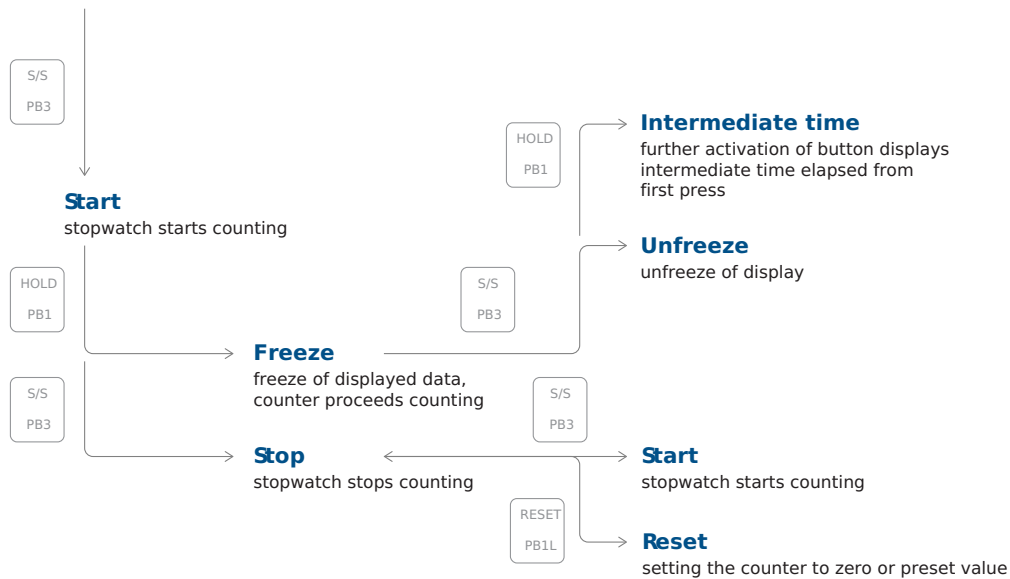 S/S
PB3
Start
stopwatch starts counting
HOLD
PB1
Intermediate time
further activation of button displays
intermediate time elapsed from
first press
Unfreeze
unfreeze of display
HOLD
PB1
S/S
PB3
Freeze
freeze of displayed data,
counter proceeds counting
S/S
PB3
Stop
stopwatch stops counting
S/S
PB3
Start
stopwatch starts counting
RESET
PB1L
Reset
setting the counter to zero or preset value